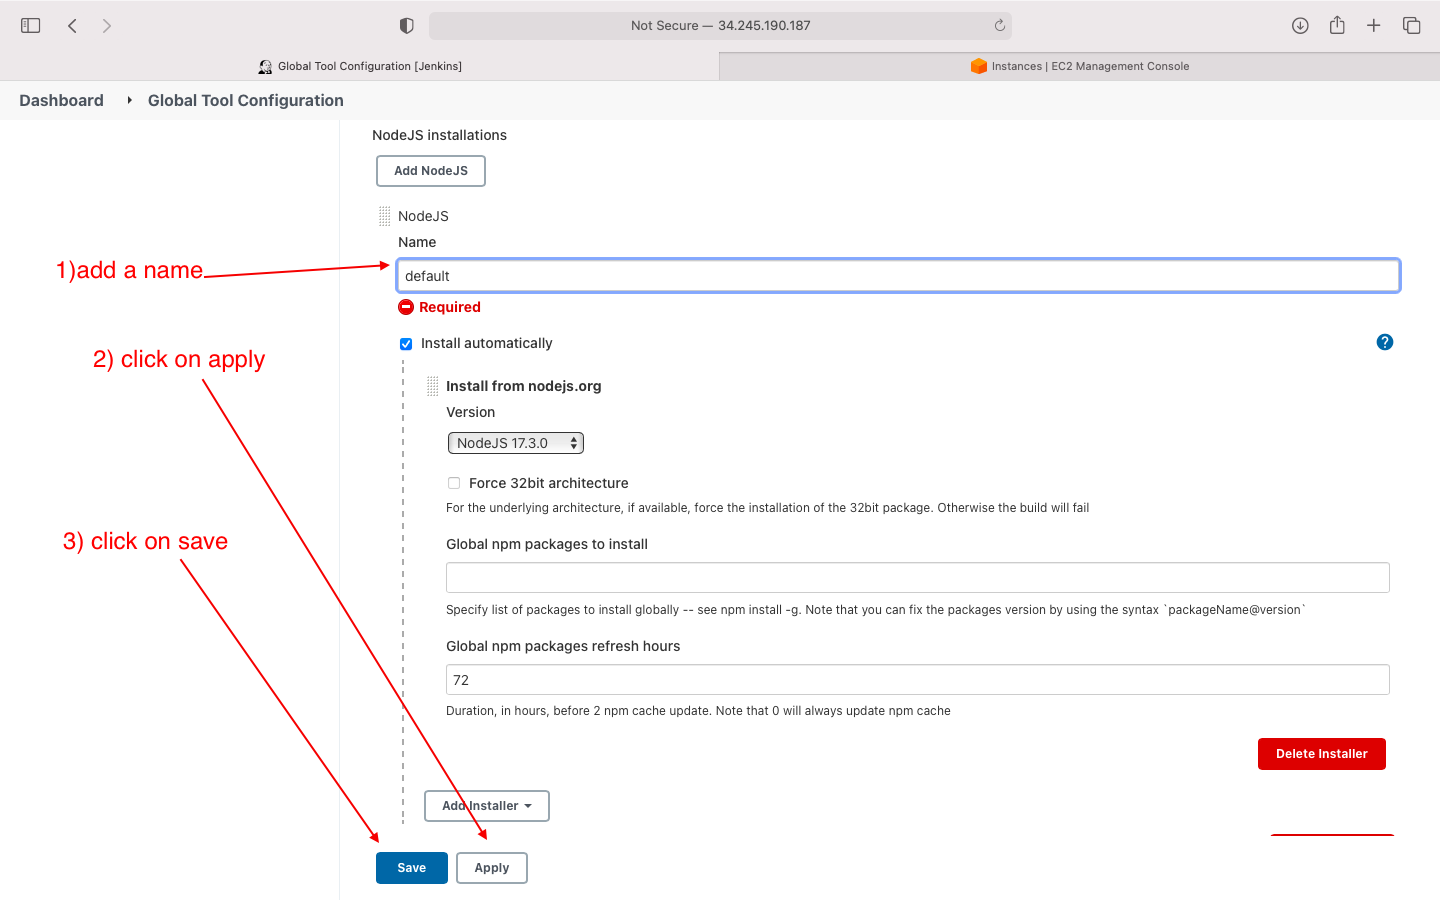 Not Secure — 34.245.190.187
Global Tool Configuration [Jenkins]
Instances | EC2 Management Console
Dashboard Global Tool Configuration
NodeJS installations
Add NodeJS
NodeJS
Name
1)add a name
default
Required
Install automatically
?
2) click on apply
Install from nodejs.org
Version
NodeJS 17.3.0
Force 32bit architecture
For the underlying architecture, if available, force the installation of the 32bit package. Otherwise the build will fail
3) click on save
Global npm packages to install
Specify list of packages to install globally -- see npm install -g. Note that you can fix the packages version by using the syntax `packageName@version`
Global npm packages refresh hours
72
Duration, in hours, before 2 npm cache update. Note that 0 will always update npm cache
Delete Installer
Add Installer
Save Apply